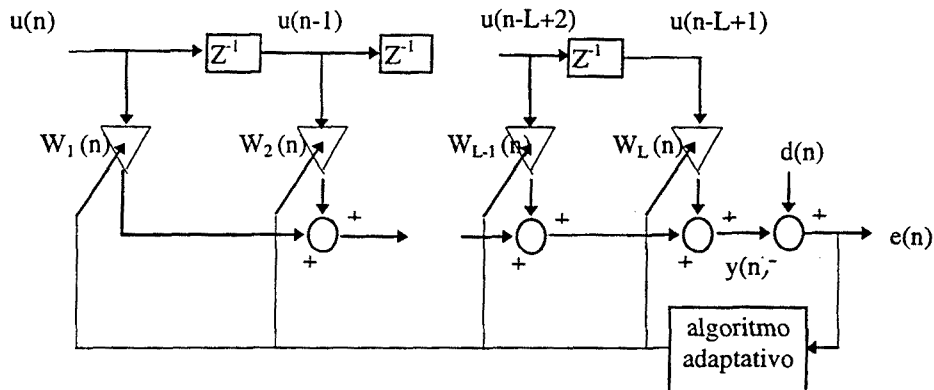 u(n) u(n-1) u(n-L+2) u(n-L+1)
Z⁻¹ Z⁻¹ Z⁻¹
W₁(n) W₂(n) W_{L-1}(n) W_L(n)
d(n)
+ + + +
e(n)
+ + + +
y(n) -
algoritmo
adaptativo